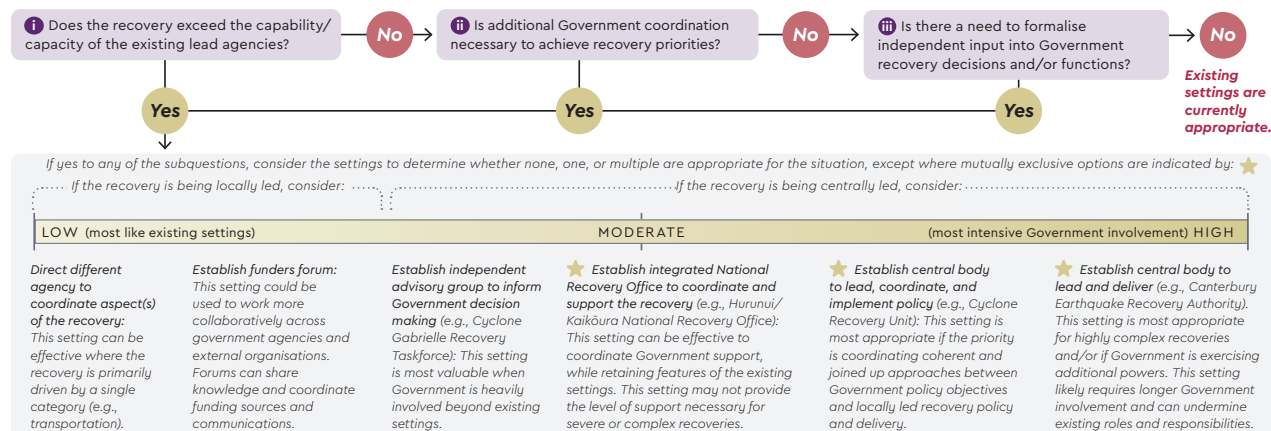 i Does the recovery exceed the capability/
capacity of the existing lead agencies?
No
ii Is additional Government coordination
necessary to achieve recovery priorities?
No
iii Is there a need to formalise
independent input into Government
recovery decisions and/or functions?
No
Existing
settings are
currently
appropriate.
Yes
Yes
Yes
If yes to any of the subquestions, consider the settings to determine whether none, one, or multiple are appropriate for the situation, except where mutually exclusive options are indicated by:
If the recovery is being locally led, consider:
If the recovery is being centrally led, consider:
LOW (most like existing settings)
MODERATE
(most intensive Government involvement) HIGH
Direct different
agency to
coordinate aspect(s)
of the recovery:
This setting can be
effective where the
recovery is primarily
driven by a single
category (e.g.,
transportation).
Establish funders forum:
This setting could be
used to work more
collaboratively across
government agencies and
external organisations.
Forums can share
knowledge and coordinate
funding sources and
communications.
Establish independent
advisory group to inform
Government decision
making (e.g., Cyclone
Gabrielle Recovery
Taskforce): This setting
is most valuable when
Government is heavily
involved beyond existing
settings.
Establish integrated National
Recovery Office to coordinate and
support the recovery (e.g., Hurunui/
Kaikōura National Recovery Office):
This setting can be effective to
coordinate Government support,
while retaining features of the existing
settings. This setting may not provide
the level of support necessary for
severe or complex recoveries.
Establish central body
to lead, coordinate, and
implement policy (e.g., Cyclone
Recovery Unit): This setting is
most appropriate if the priority
is coordinating coherent and
joined up approaches between
Government policy objectives
and locally led recovery policy
and delivery.
Establish central body to
lead and deliver (e.g., Canterbury
Earthquake Recovery Authority).
This setting is most appropriate
for highly complex recoveries
and/or if Government is exercising
additional powers. This setting
likely requires longer Government
involvement and can undermine
existing roles and responsibilities.